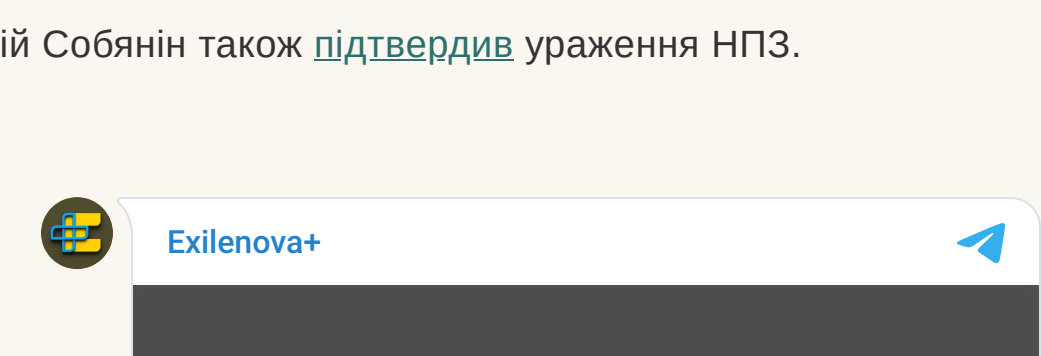 ій Собянін також підтвердив ураження НПЗ.
Exilenova+